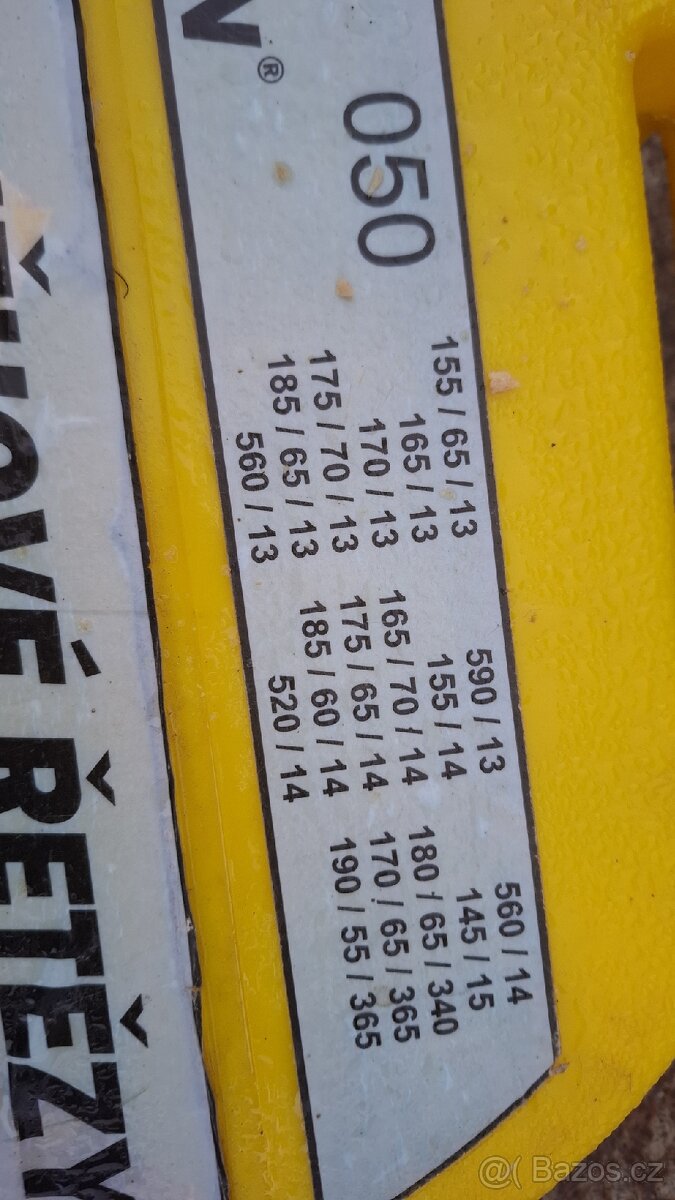 N® 050
155 / 65 / 13 590 / 13 560 / 14
165 / 13 155 / 14 145 / 15
170 / 13 165 / 70 / 14 180 / 65 / 340
175 / 70 / 13 175 / 65 / 14 170 / 65 / 365
185 / 65 / 13 185 / 60 / 14 190 / 55 / 365
560 / 13 520 / 14
ĚHOVÉ ŘETĚZY
Bazos.cz